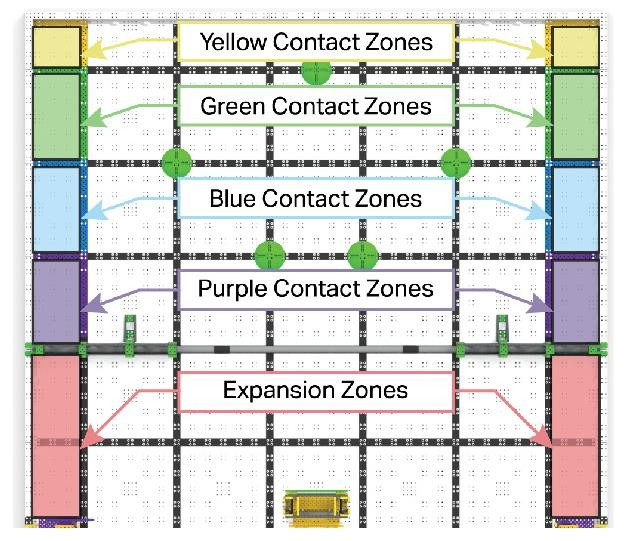 Yellow Contact Zones
Green Contact Zones
Blue Contact Zones
Purple Contact Zones
Expansion Zones